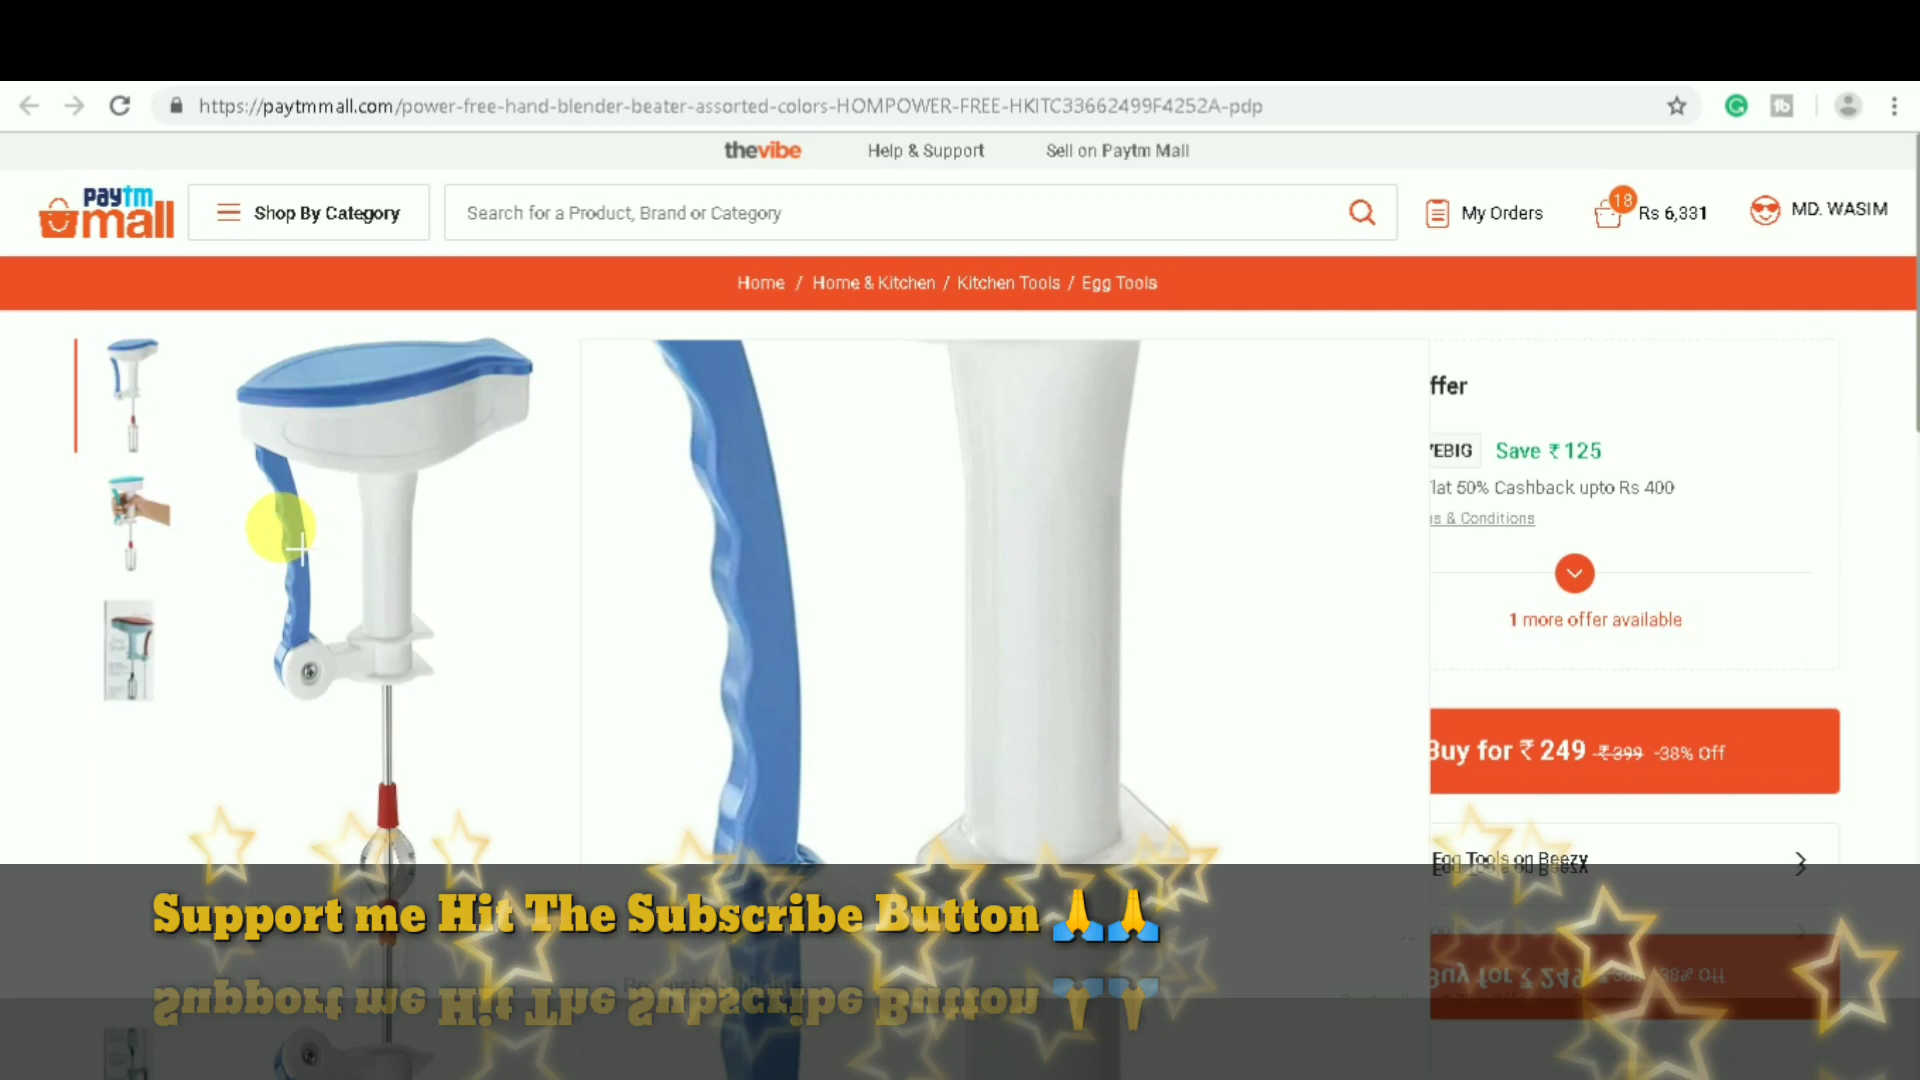 https://paytmmall.com/power-free-hand-blender-beater-assorted-colors-HOMPOWER-FREE-HKITC33662499F4252A-pdp
thevibe Help & Support Sell on Paytm Mall
paytm mall
Shop By Category
Search for a Product, Brand or Category
My Orders
18 Rs 6,331
MD. WASIM
Home / Home & Kitchen / Kitchen Tools / Egg Tools
ffer
YEBIG Save ₹125
lat 50% Cashback upto Rs 400
s & Conditions
1 more offer available
Buy for ₹249 ₹399 -38% Off
Egg Tools on Beezy
Support me Hit The Subscribe Button 🙏🙏